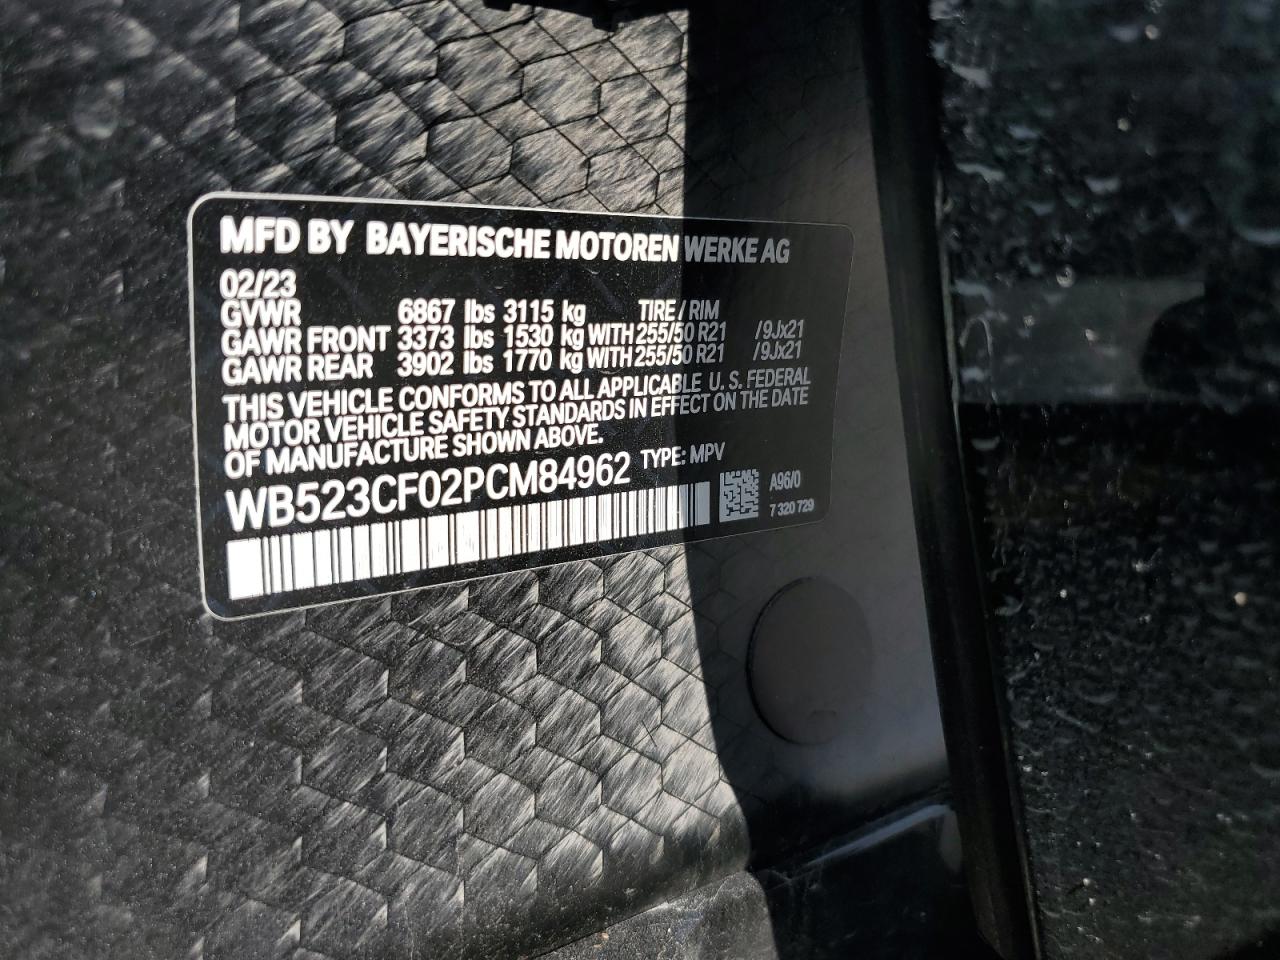 MFD BY BAYERISCHE MOTOREN WERKE AG
02/23
GVWR 6867 lbs 3115 kg TIRE / RIM
GAWR FRONT 3373 lbs 1530 kg WITH 255/50 R21 /9Jx21
GAWR REAR 3902 lbs 1770 kg WITH 255/50 R21 /9Jx21
THIS VEHICLE CONFORMS TO ALL APPLICABLE U. S. FEDERAL
MOTOR VEHICLE SAFETY STANDARDS IN EFFECT ON THE DATE
OF MANUFACTURE SHOWN ABOVE.
WB523CF02PCM84962 TYPE: MPV
A96/0
7 320 729